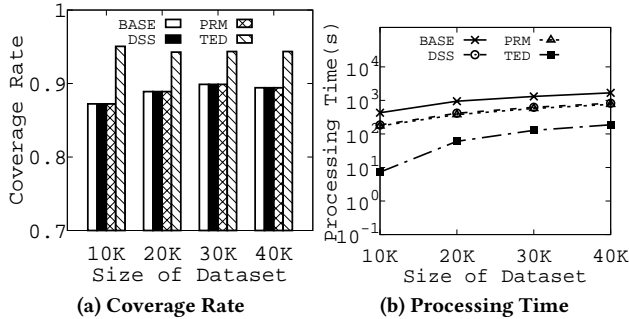 BASE PRM
DSS TED
1
0.9
0.8
0.7
Coverage Rate
10K 20K 30K 40K
Size of Dataset
(a) Coverage Rate
BASE PRM
DSS TED
10^4
10^3
10^2
10^1
10^0
10^-1
Processing Time(s)
10K 20K 30K 40K
Size of Dataset
(b) Processing Time